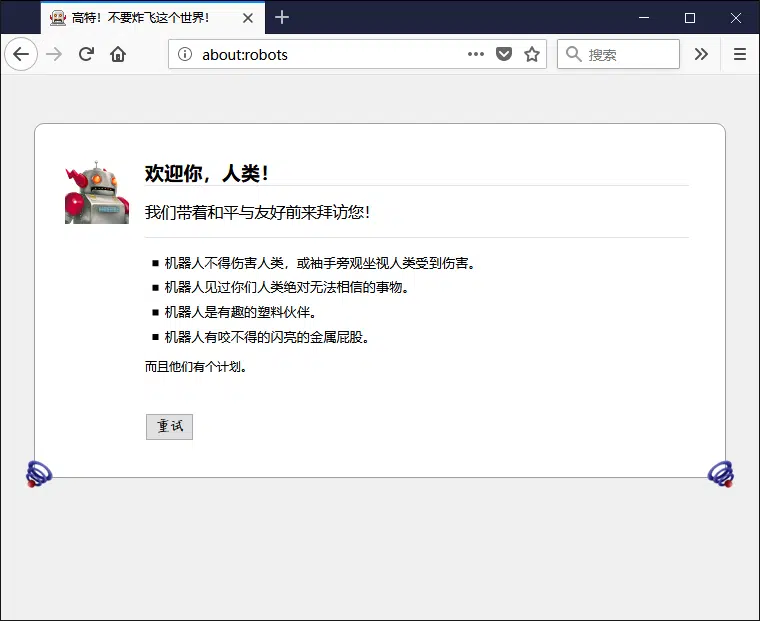 高特！不要炸飞这个世界！
about:robots
搜索
欢迎你，人类！
我们带着和平与友好前来拜访您！
机器人不得伤害人类，或袖手旁观坐视人类受到伤害。
机器人见过你们人类绝对无法相信的事物。
机器人是有趣的塑料伙伴。
机器人有咬不得的闪亮的金属屁股。
而且他们有个计划。
重试